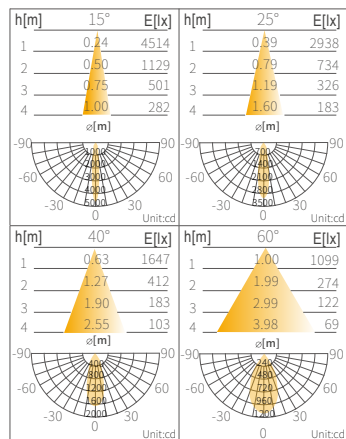 h[m] 15° E[lx]
1 0.24 4514
2 0.50 1129
3 0.75 501
4 1.00 282
⌀[m]
-90 90
1000
2000
-60 3000 60
4000
-30 5000 30
0 Unit:cd
h[m] 25° E[lx]
1 0.39 2938
2 0.79 734
3 1.19 326
4 1.60 183
⌀[m]
-90 90
700
1400
-60 2100 60
2800
-30 3500 30
0 Unit:cd
h[m] 40° E[lx]
1 0.63 1647
2 1.27 412
3 1.90 183
4 2.55 103
⌀[m]
-90 90
400
800
-60 1200 60
1600
-30 2000 30
0 Unit:cd
h[m] 60° E[lx]
1 1.00 1099
2 1.99 274
3 2.99 122
4 3.98 69
⌀[m]
-90 90
240
480
-60 720 60
960
-30 1200 30
0 Unit:cd